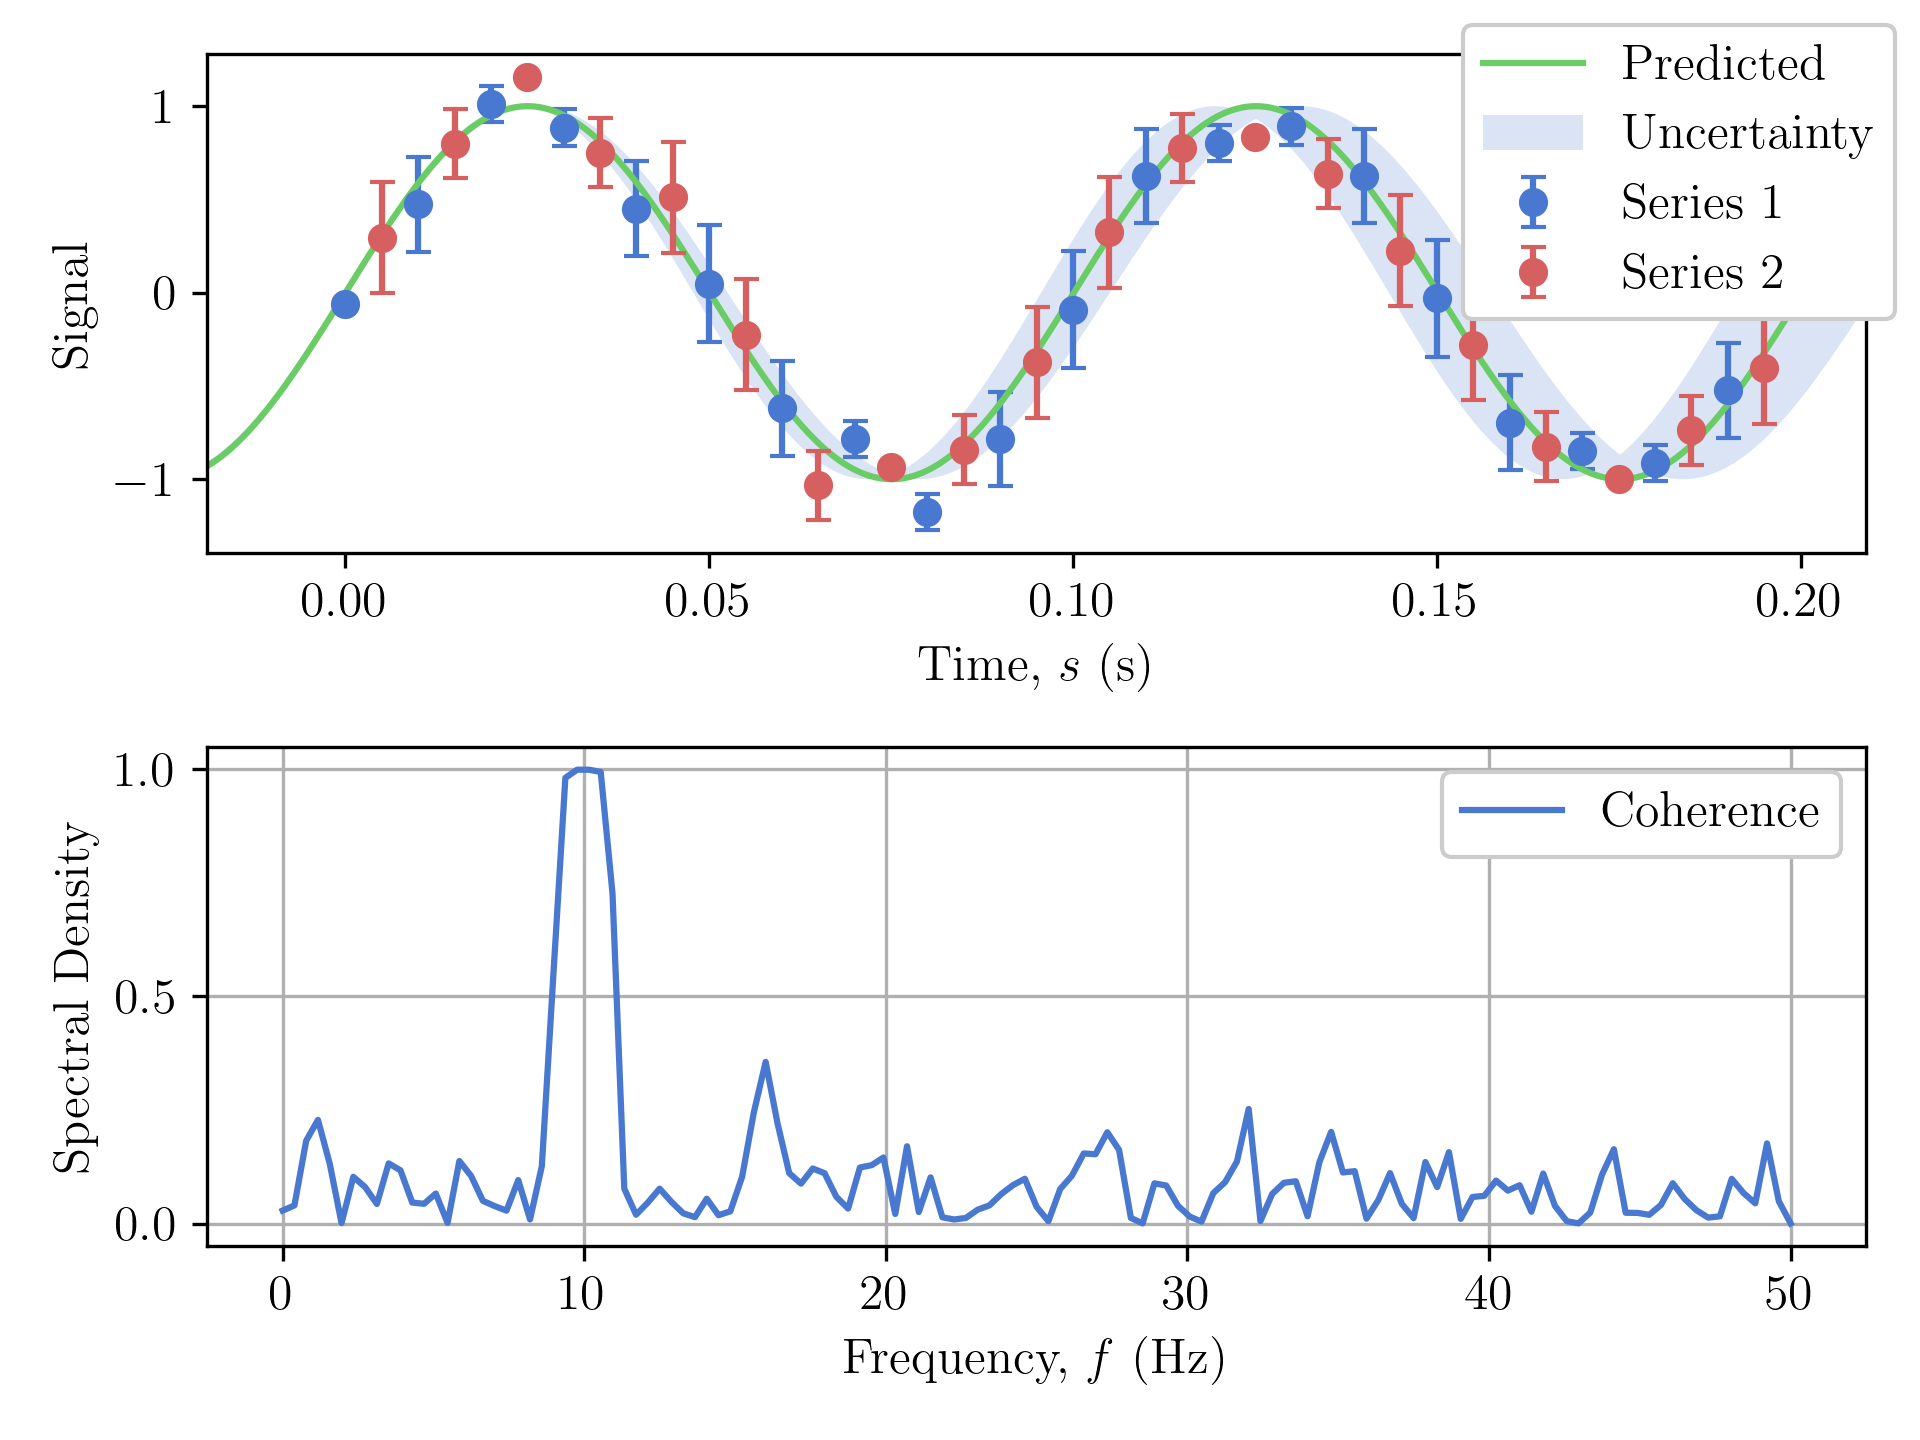 Predicted
Uncertainty
Series 1
Series 2
1
0
−1
Signal
0.00 0.05 0.10 0.15 0.20
Time, s (s)
Coherence
1.0
0.5
0.0
Spectral Density
0 10 20 30 40 50
Frequency, f (Hz)